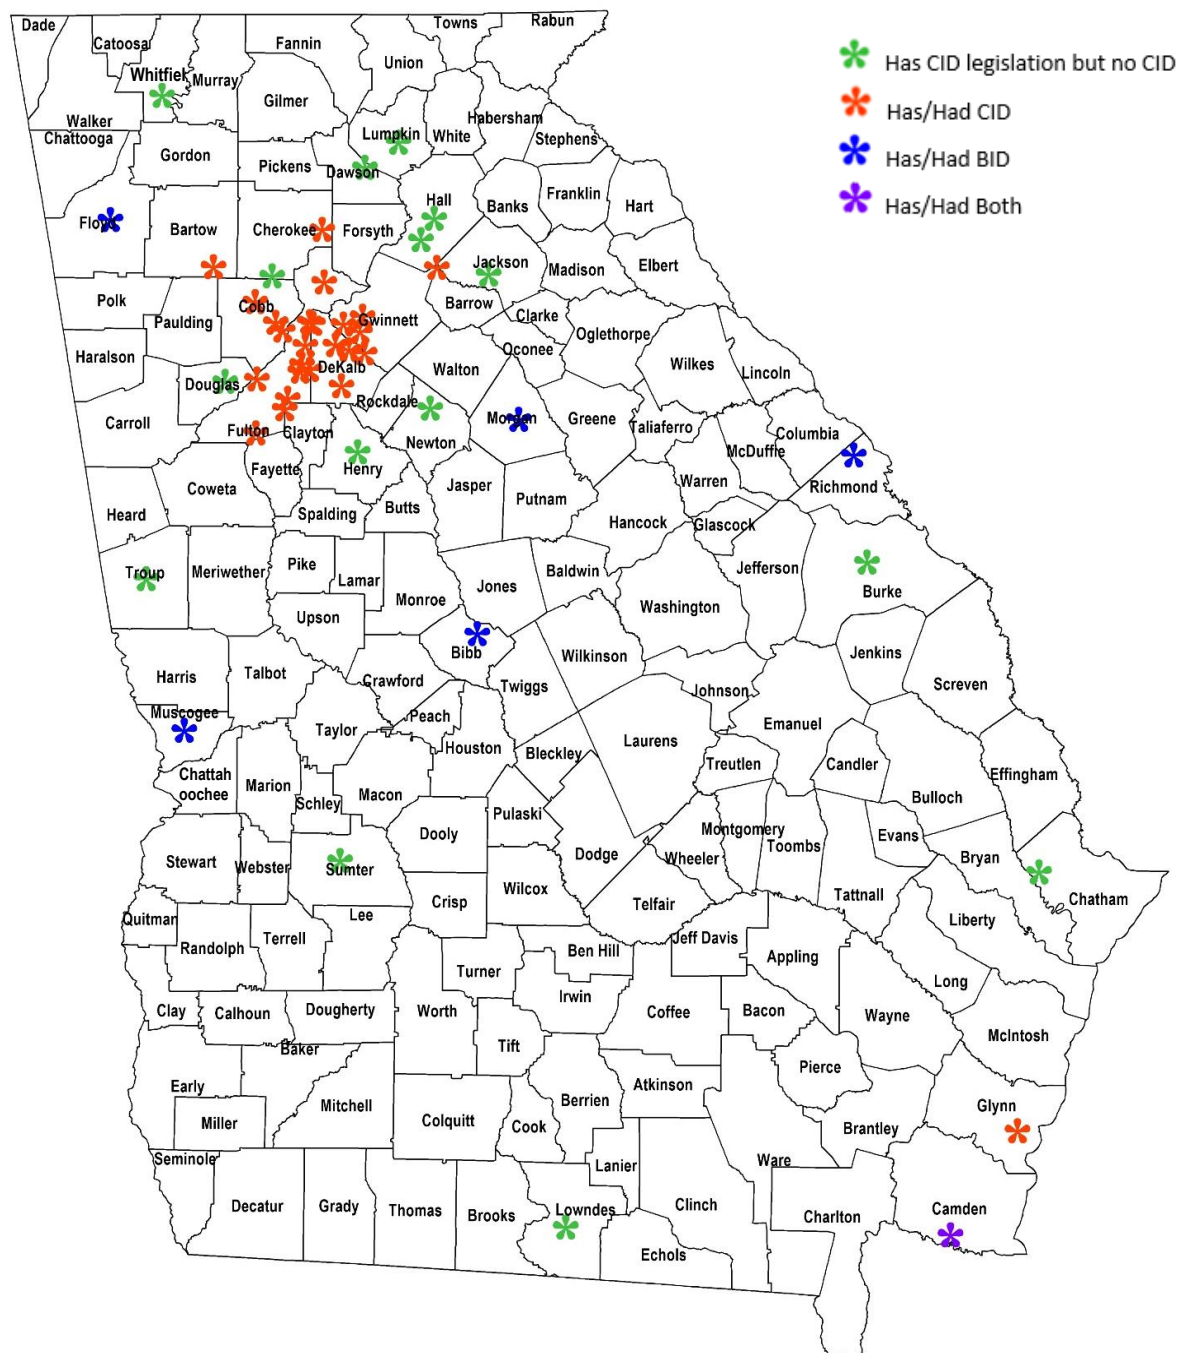 Dade
Catoosa
Fannin
Towns
Rabun
Union
Whitfiel
Murray
Gilmer
Walker
Chattooga
Lumpkin
White
Habersham
Stephens
Gordon
Pickens
Dawson
Hall
Banks
Franklin
Hart
Floyd
Bartow
Cherokee
Forsyth
Jackson
Madison
Elbert
Polk
Cobb
Gwinnett
Barrow
Clarke
Paulding
Oglethorpe
Haralson
DeKalb
Walton
Oconee
Wilkes
Lincoln
Douglas
Rockdale
Carroll
Fulton
Clayton
Newton
Morgan
Greene
Taliaferro
Columbia
McDuffie
Fayette
Henry
Coweta
Jasper
Putnam
Warren
Richmond
Heard
Spalding
Butts
Hancock
Glascock
Troup
Meriwether
Pike
Lamar
Monroe
Jones
Baldwin
Jefferson
Burke
Upson
Washington
Harris
Talbot
Crawford
Bibb
Twiggs
Wilkinson
Jenkins
Screven
Johnson
Muscogee
Taylor
Peach
Houston
Bleckley
Laurens
Emanuel
Treutlen
Candler
Effingham
Chattah
oochee
Marion
Schley
Macon
Pulaski
Bulloch
Dooly
Montgomery
Toombs
Evans
Stewart
Webster
Sumter
Dodge
Wheeler
Bryan
Crisp
Wilcox
Telfair
Tattnall
Chatham
Quitman
Lee
Liberty
Randolph
Terrell
Ben Hill
Jeff Davis
Turner
Appling
Long
Clay
Calhoun
Dougherty
Worth
Irwin
Coffee
Bacon
Wayne
McIntosh
Baker
Tift
Pierce
Early
Mitchell
Berrien
Atkinson
Glynn
Miller
Colquitt
Cook
Brantley
Seminole
Lanier
Ware
Decatur
Grady
Thomas
Brooks
Lowndes
Clinch
Charlton
Camden
Echols
Has CID legislation but no CID
Has/Had CID
Has/Had BID
Has/Had Both